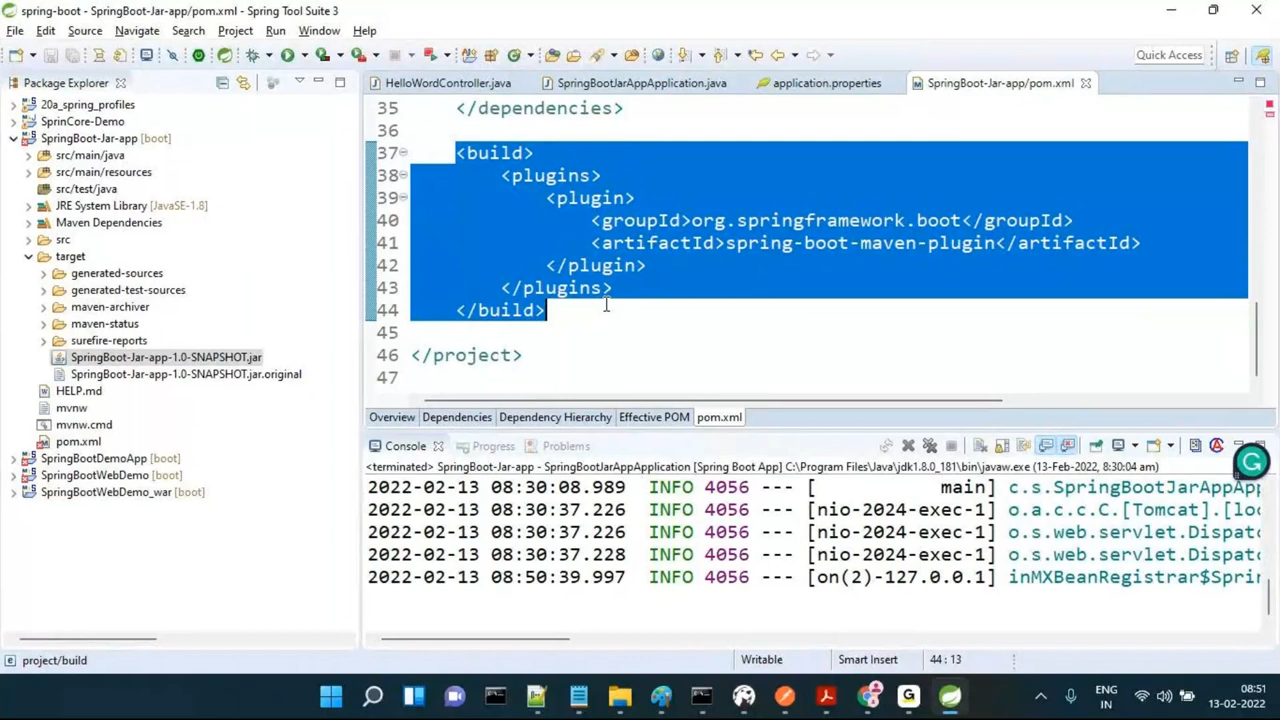 spring-boot - SpringBoot-Jar-app/pom.xml - Spring Tool Suite 3
File Edit Source Navigate Search Project Run Window Help
Quick Access
Package Explorer
20a_spring_profiles
SprinCore-Demo
SpringBoot-Jar-app [boot]
src/main/java
src/main/resources
src/test/java
JRE System Library [JavaSE-1.8]
Maven Dependencies
src
target
generated-sources
generated-test-sources
maven-archiver
maven-status
surefire-reports
SpringBoot-Jar-app-1.0-SNAPSHOT.jar
SpringBoot-Jar-app-1.0-SNAPSHOT.jar.original
HELP.md
mvnw
mvnw.cmd
pom.xml
SpringBootDemoApp [boot]
SpringBootWebDemo [boot]
SpringBootWebDemo_war [boot]
HelloWordController.java SpringBootJarAppApplication.java application.properties SpringBoot-Jar-app/pom.xml
35 </dependencies>
36
37 <build>
38 <plugins>
39 <plugin>
40 <groupId>org.springframework.boot</groupId>
41 <artifactId>spring-boot-maven-plugin</artifactId>
42 </plugin>
43 </plugins>
44 </build>
45
46 </project>
47
Overview Dependencies Dependency Hierarchy Effective POM pom.xml
Console Progress Problems
<terminated> SpringBoot-Jar-app - SpringBootJarAppApplication [Spring Boot App] C:\Program Files\Java\jdk1.8.0_181\bin\javaw.exe (13-Feb-2022, 8:30:04 am)
2022-02-13 08:30:08.989 INFO 4056 --- [ main] c.s.SpringBootJarAppApp
2022-02-13 08:30:37.226 INFO 4056 --- [nio-2024-exec-1] o.a.c.c.C.[Tomcat].[loc
2022-02-13 08:30:37.226 INFO 4056 --- [nio-2024-exec-1] o.s.web.servlet.Dispatc
2022-02-13 08:30:37.228 INFO 4056 --- [nio-2024-exec-1] o.s.web.servlet.Dispatc
2022-02-13 08:50:39.997 INFO 4056 --- [on(2)-127.0.0.1] inMXBeanRegistrar$Sprin
project/build
Writable Smart Insert 44 : 13
ENG
IN
08:51
13-02-2022